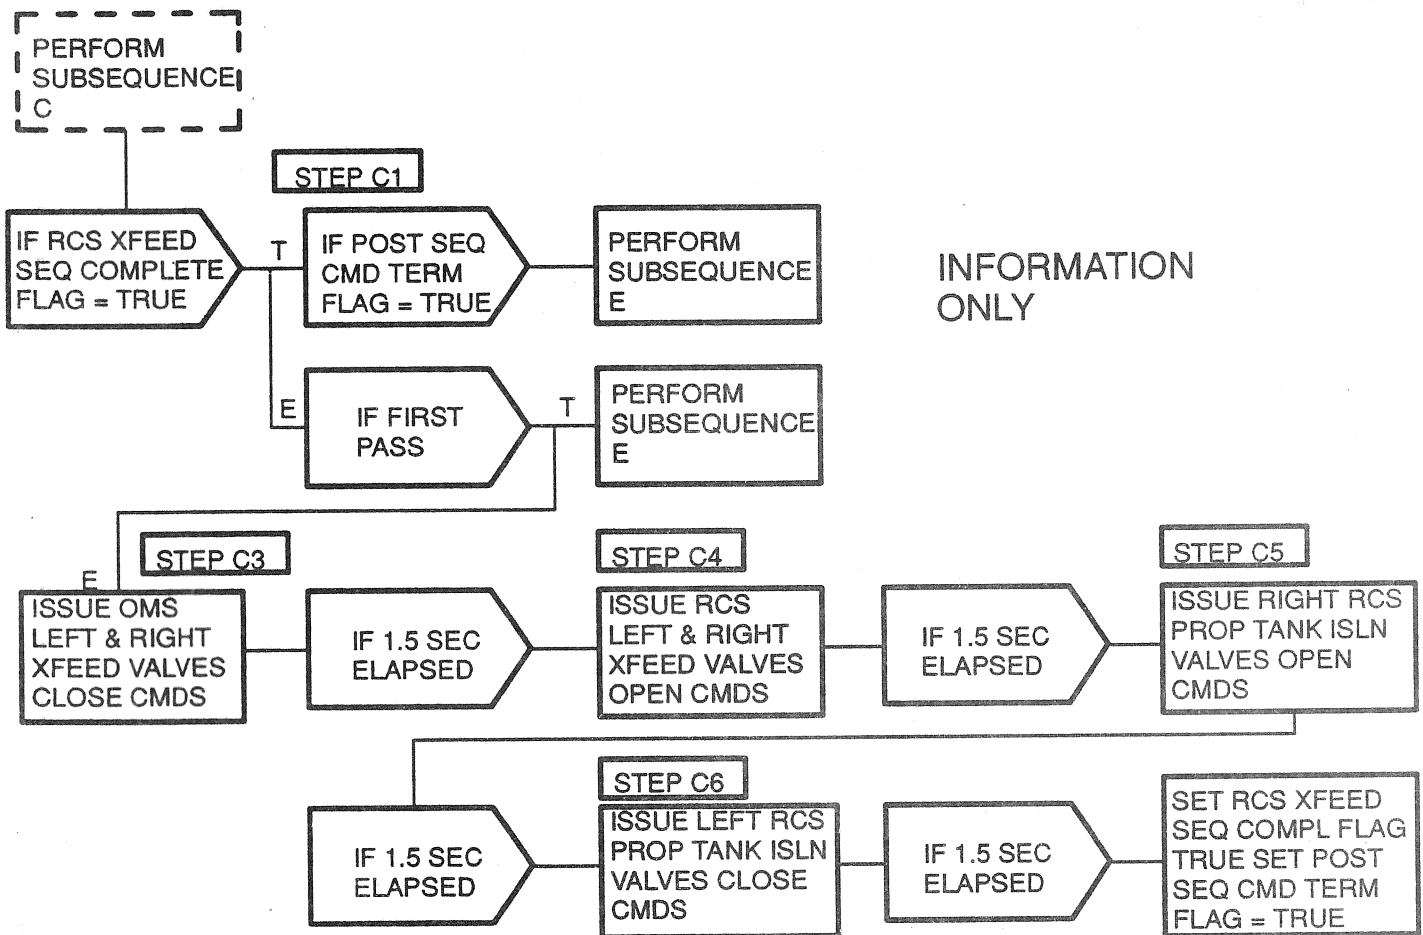 PERFORM
SUBSEQUENCE
C
STEP C1
IF RCS XFEED
SEQ COMPLETE
FLAG = TRUE
T
IF POST SEQ
CMD TERM
FLAG = TRUE
PERFORM
SUBSEQUENCE
E
INFORMATION
ONLY
E
IF FIRST
PASS
T
PERFORM
SUBSEQUENCE
E
E
STEP C3
ISSUE OMS
LEFT & RIGHT
XFEED VALVES
CLOSE CMDS
IF 1.5 SEC
ELAPSED
STEP C4
ISSUE RCS
LEFT & RIGHT
XFEED VALVES
OPEN CMDS
IF 1.5 SEC
ELAPSED
STEP C5
ISSUE RIGHT RCS
PROP TANK ISLN
VALVES OPEN
CMDS
IF 1.5 SEC
ELAPSED
STEP C6
ISSUE LEFT RCS
PROP TANK ISLN
VALVES CLOSE
CMDS
IF 1.5 SEC
ELAPSED
SET RCS XFEED
SEQ COMPL FLAG
TRUE SET POST
SEQ CMD TERM
FLAG = TRUE